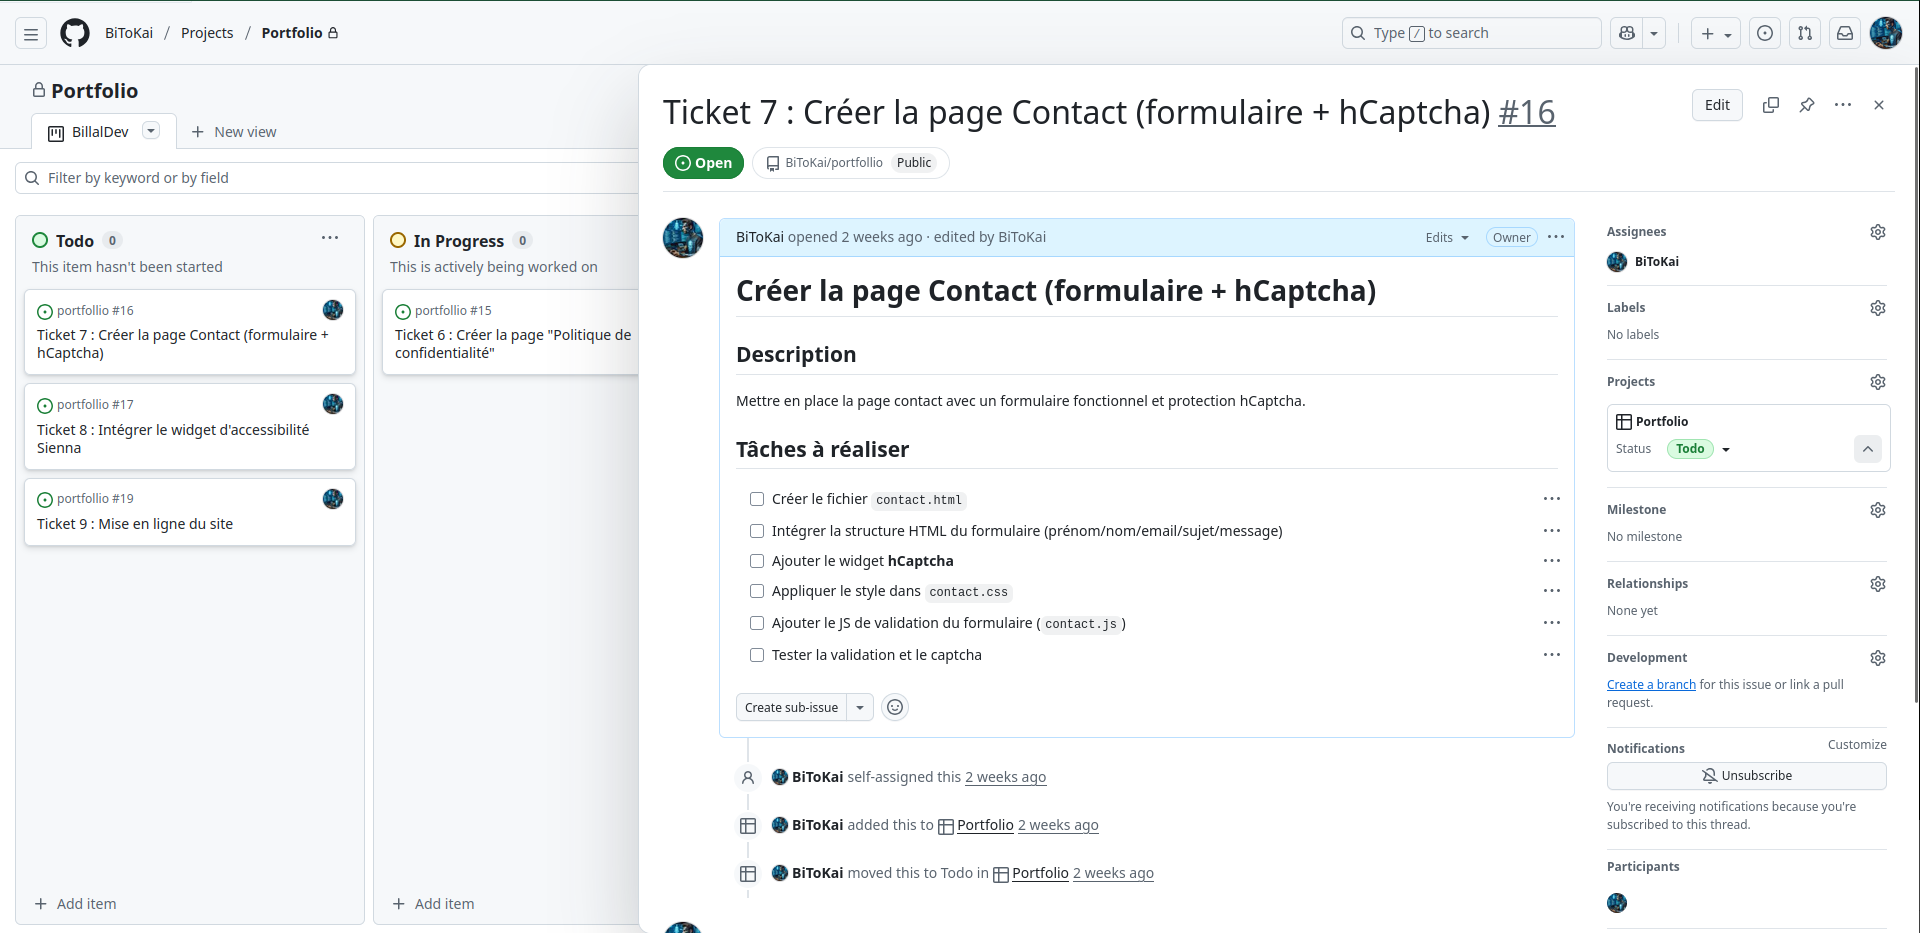 BiToKai / Projects / Portfolio
Type / to search
Portfolio
BillalDev
New view
Filter by keyword or by field
Todo 0
This item hasn't been started
portfollio #16
Ticket 7 : Créer la page Contact (formulaire +
hCaptcha)
portfollio #17
Ticket 8 : Intégrer le widget d'accessibilité
Sienna
portfollio #19
Ticket 9 : Mise en ligne du site
Add item
In Progress 0
This is actively being worked on
portfollio #15
Ticket 6 : Créer la page "Politique de
confidentialité"
Add item
Ticket 7 : Créer la page Contact (formulaire + hCaptcha) #16
Edit
Open
BiToKai/portfollio Public
BiToKai opened 2 weeks ago · edited by BiToKai
Edits
Owner
Créer la page Contact (formulaire + hCaptcha)
Description
Mettre en place la page contact avec un formulaire fonctionnel et protection hCaptcha.
Tâches à réaliser
Créer le fichier contact.html
Intégrer la structure HTML du formulaire (prénom/nom/email/sujet/message)
Ajouter le widget hCaptcha
Appliquer le style dans contact.css
Ajouter le JS de validation du formulaire ( contact.js )
Tester la validation et le captcha
Create sub-issue
BiToKai self-assigned this 2 weeks ago
BiToKai added this to Portfolio 2 weeks ago
BiToKai moved this to Todo in Portfolio 2 weeks ago
Assignees
BiToKai
Labels
No labels
Projects
Portfolio
Status Todo
Milestone
No milestone
Relationships
None yet
Development
Create a branch for this issue or link a pull
request.
Notifications
Customize
Unsubscribe
You're receiving notifications because you're
subscribed to this thread.
Participants